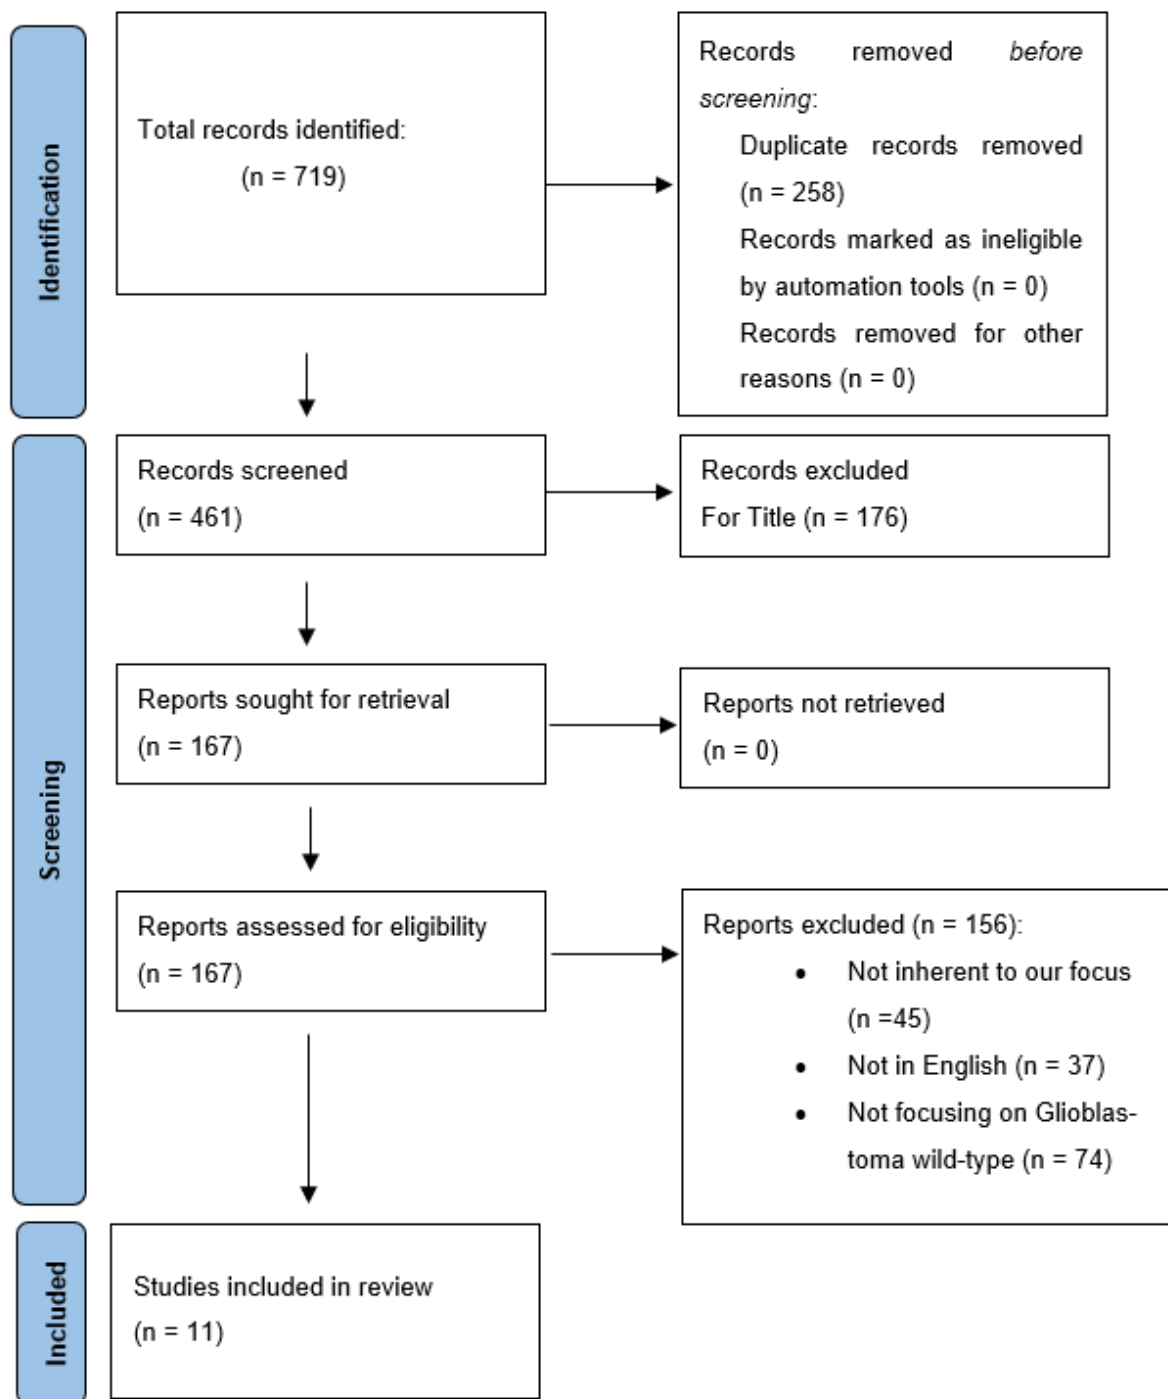 Identification
Total records identified:
(n = 719)
Records removed before
screening:
Duplicate records removed
(n = 258)
Records marked as ineligible
by automation tools (n = 0)
Records removed for other
reasons (n = 0)
Screening
Records screened
(n = 461)
Records excluded
For Title (n = 176)
Reports sought for retrieval
(n = 167)
Reports not retrieved
(n = 0)
Reports assessed for eligibility
(n = 167)
Reports excluded (n = 156):
• Not inherent to our focus
(n =45)
• Not in English (n = 37)
• Not focusing on Glioblas-
toma wild-type (n = 74)
Included
Studies included in review
(n = 11)